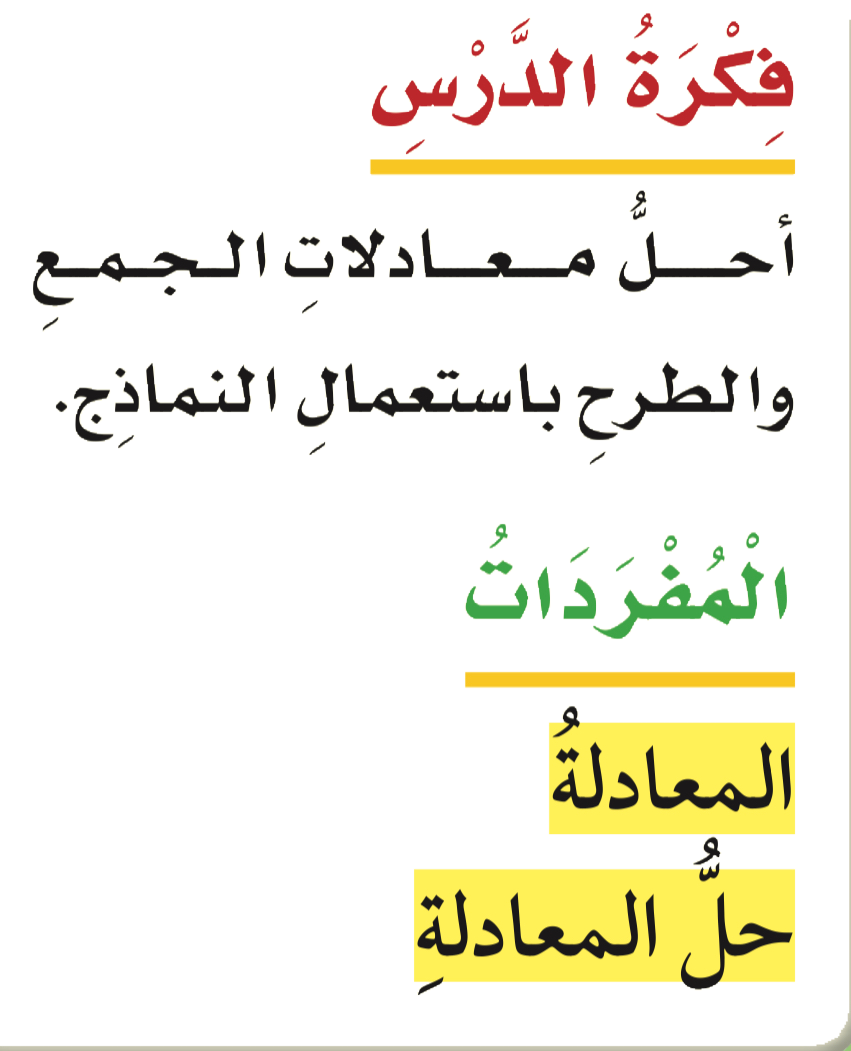 فِكْرَةُ الدَّرْسِ
أحلُّ معادلاتِ الجمعِ
والطرحِ باستعمالِ النماذِج.
الْمُفْرَدَاتُ
المعادلةُ
حلُّ المعادلةِ